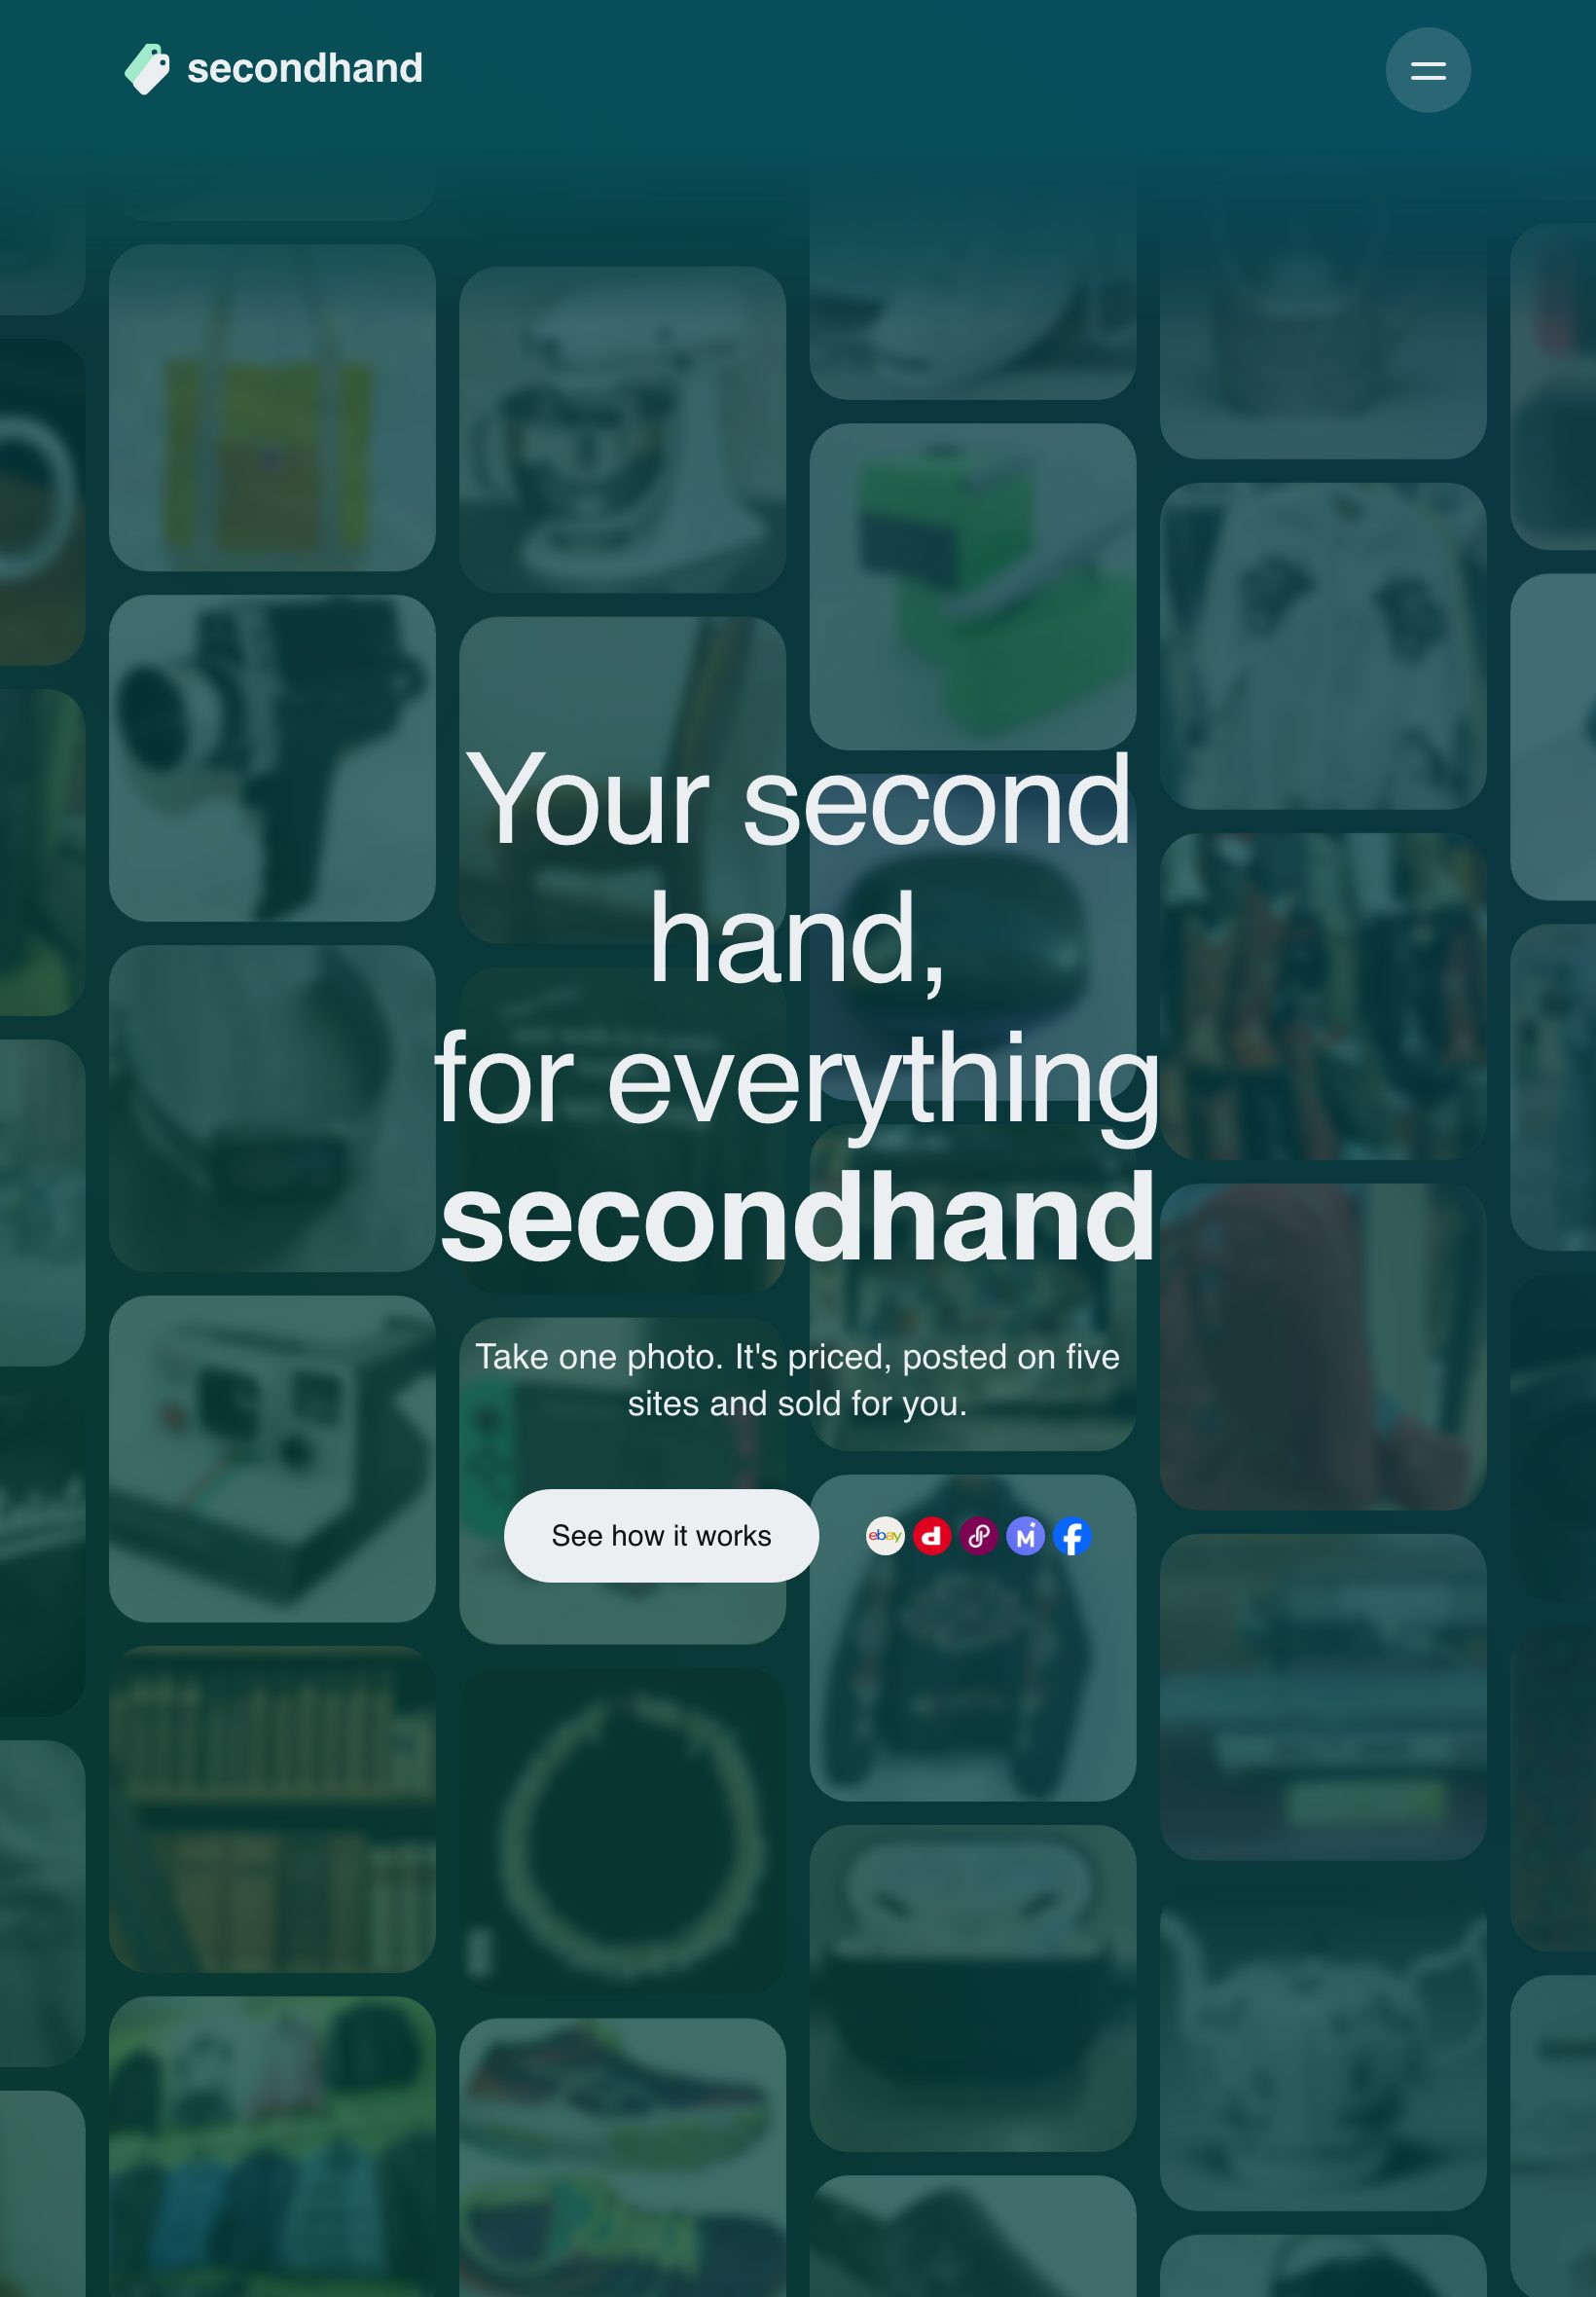 secondhand
Your second
hand,
for everything
secondhand
Take one photo. It's priced, posted on five
sites and sold for you.
See how it works
ebay